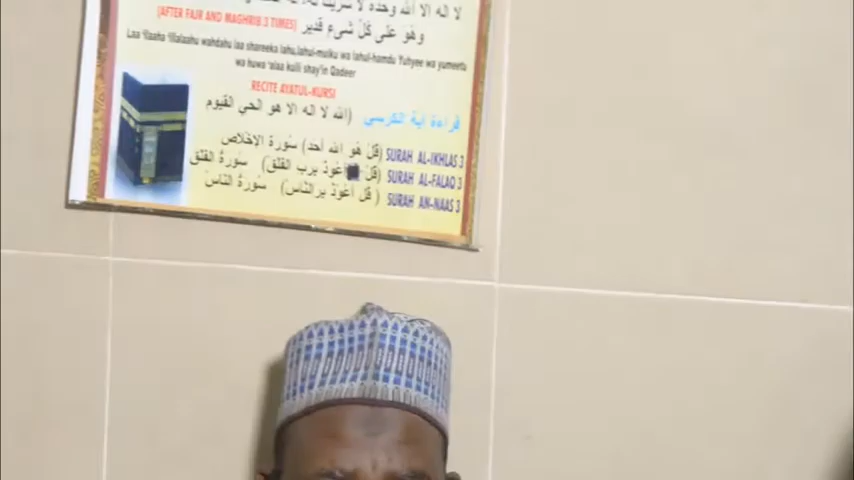 لا اله الا الله وحده لا شريك له
(AFTER FAJR AND MAGHRIB 3 TIMES) وهو على كل شيء قدير
Laa 'ilaaha 'illalaahu wahdahu laa shareeka lahu, lahul-mulku wa lahul-hamdu Yuhyee wa yumeetu
wa huwa 'alaa kulli shay'in Qadeer
RECITE AYATUL-KURSI
قراءة اية الكرسي (الله لا اله الا هو الحي القيوم
SURAH AL-IKHLAS 3 (قل هو الله أحد) سورة الإخلاص
SURAH AL-FALAQ 3 (قل أعوذ برب الفلق) سورة الفلق
SURAH AN-NAAS 3 (قل أعوذ برب الناس) سورة الناس